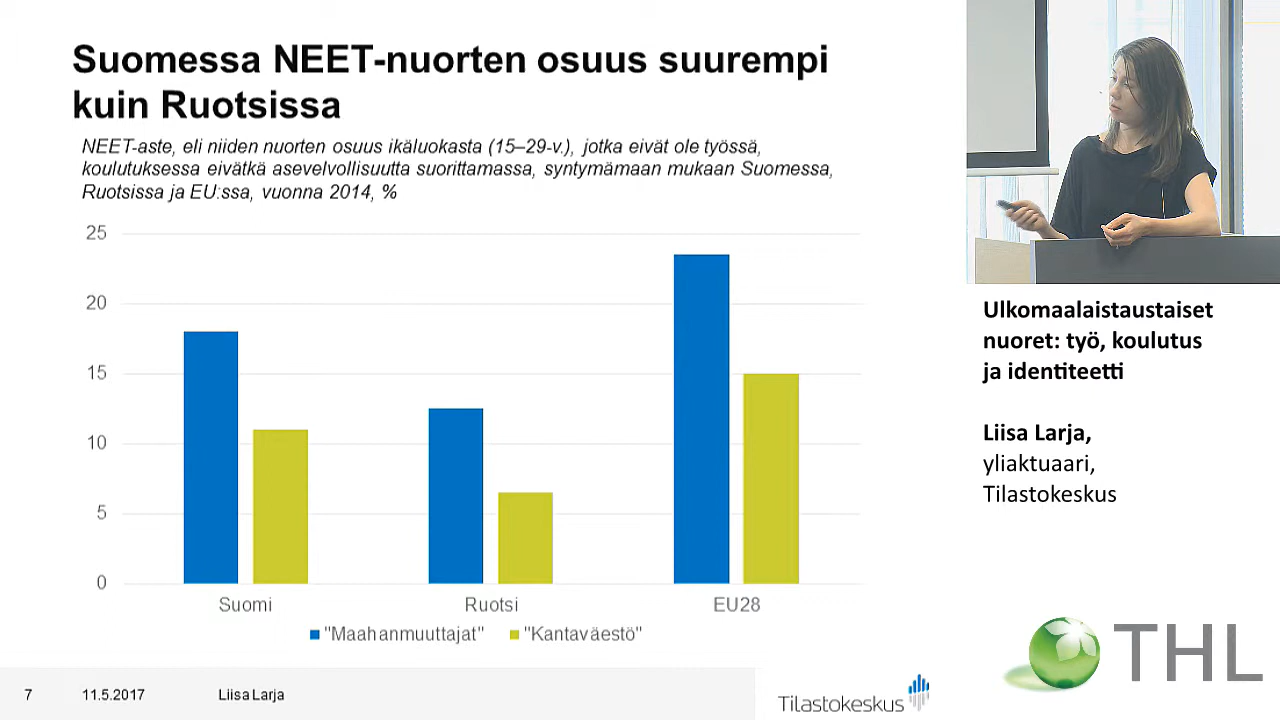 Suomessa NEET-nuorten osuus suurempi
kuin Ruotsissa
NEET-aste, eli niiden nuorten osuus ikäluokasta (15–29-v.), jotka eivät ole työssä,
koulutuksessa eivätkä asevelvollisuutta suorittamassa, syntymämaan mukaan Suomessa,
Ruotsissa ja EU:ssa, vuonna 2014, %
25
20
15
10
5
0
Suomi Ruotsi EU28
"Maahanmuuttajat" "Kantaväestö"
7 11.5.2017 Liisa Larja
Tilastokeskus
Ulkomaalaistaustaiset
nuoret: työ, koulutus
ja identiteetti
Liisa Larja,
yliaktuaari,
Tilastokeskus
THL